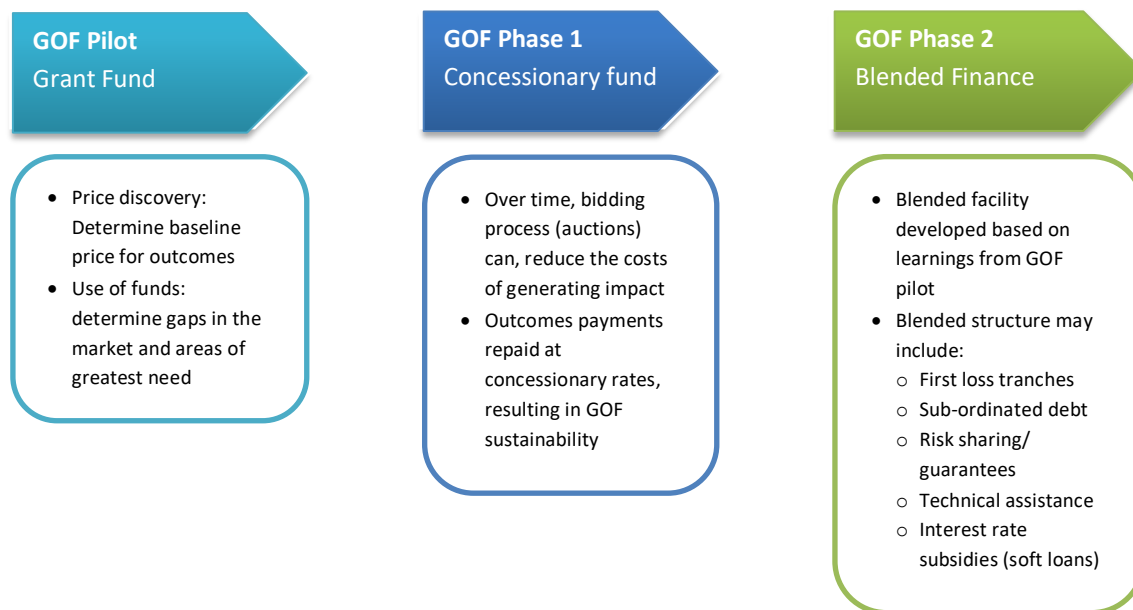 GOF Pilot
Grant Fund
• Price discovery:
Determine baseline
price for outcomes
• Use of funds:
determine gaps in the
market and areas of
greatest need
GOF Phase 1
Concessionary fund
• Over time, bidding
process (auctions)
can, reduce the costs
of generating impact
• Outcomes payments
repaid at
concessionary rates,
resulting in GOF
sustainability
GOF Phase 2
Blended Finance
• Blended facility
developed based on
learnings from GOF
pilot
• Blended structure may
include:
o First loss tranches
o Sub-ordinated debt
o Risk sharing/
guarantees
o Technical assistance
o Interest rate
subsidies (soft loans)